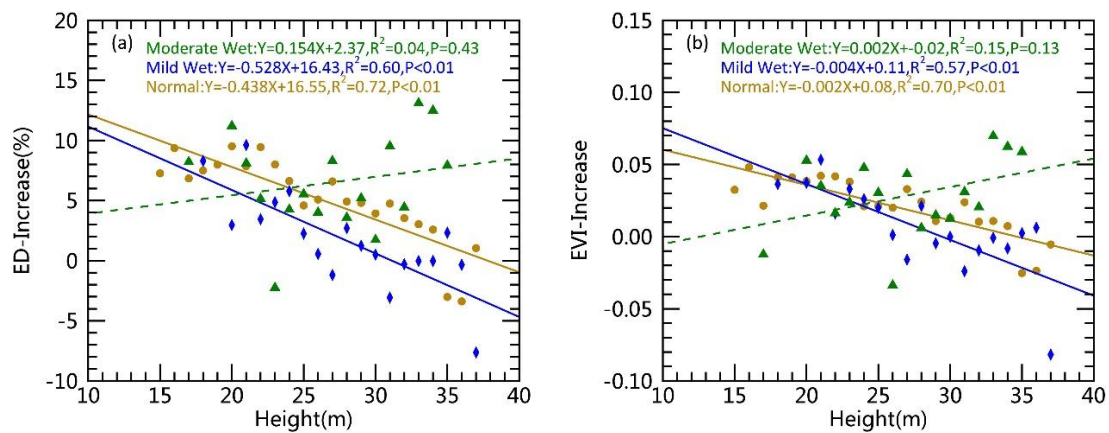 (a)
Moderate Wet:Y=0.154X+2.37,R²=0.04,P=0.43
Mild Wet:Y=-0.528X+16.43,R²=0.60,P<0.01
Normal:Y=-0.438X+16.55,R²=0.72,P<0.01
20
15
10
5
0
-5
-10
ED-Increase(%)
10 15 20 25 30 35 40
Height(m)
(b)
Moderate Wet:Y=0.002X+-0.02,R²=0.15,P=0.13
Mild Wet:Y=-0.004X+0.11,R²=0.57,P<0.01
Normal:Y=-0.002X+0.08,R²=0.70,P<0.01
0.15
0.10
0.05
0.00
-0.05
-0.10
EVI-Increase
10 15 20 25 30 35 40
Height(m)